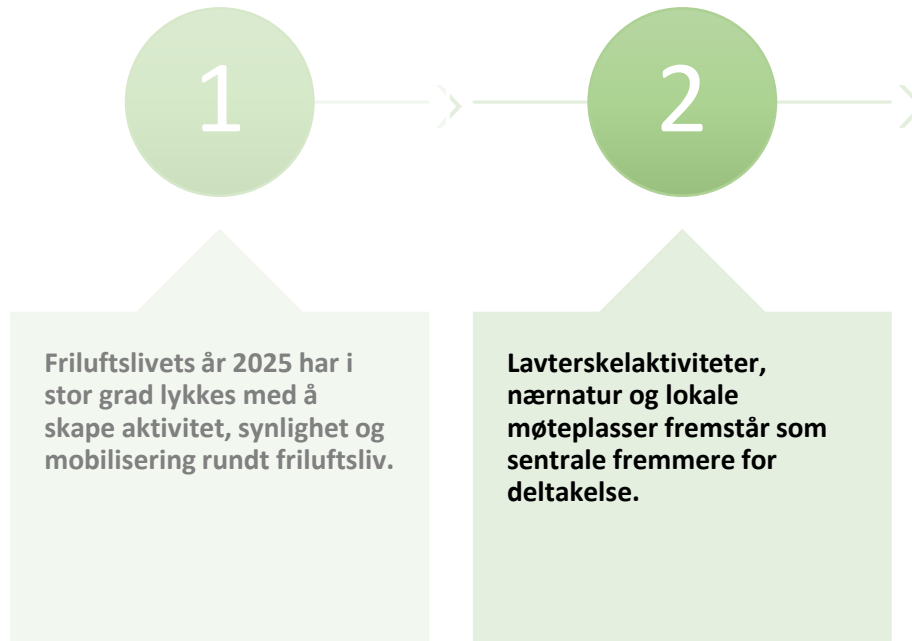 1
2
Friluftslivets år 2025 har i
stor grad lykkes med å
skape aktivitet, synlighet og
mobilisering rundt friluftsliv.
Lavterskelaktiviteter,
nærnatur og lokale
møteplasser fremstår som
sentrale fremmere for
deltakelse.